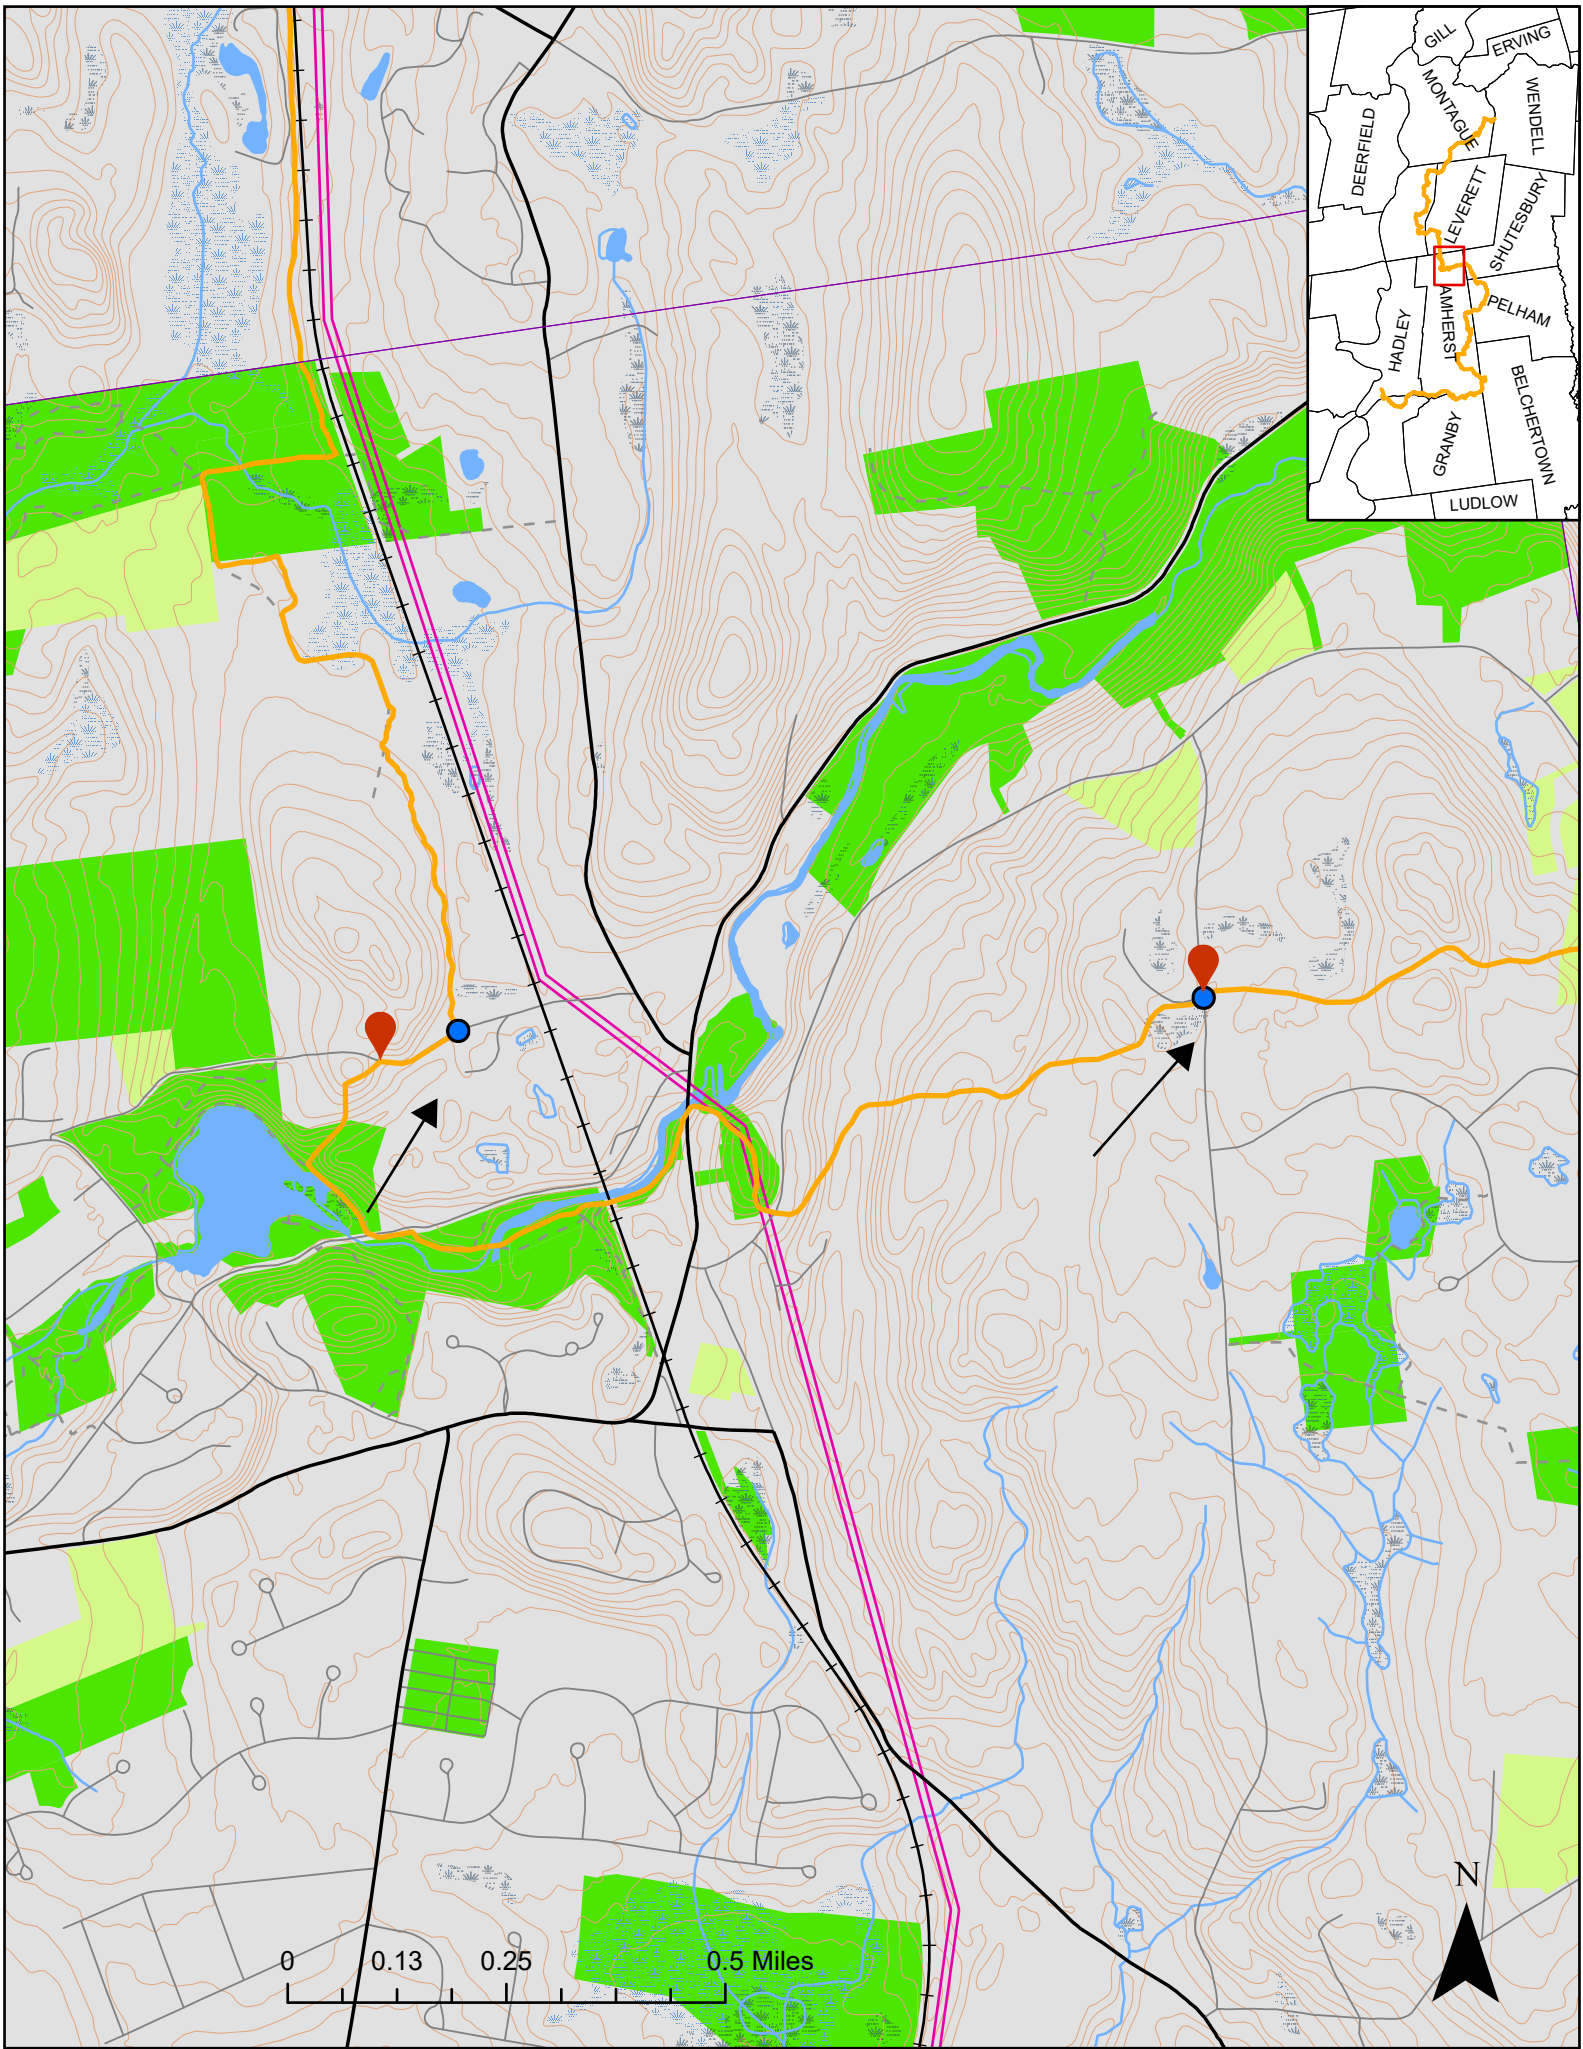 GILL
ERVING
MONTAGUE
WENDELL
DEERFIELD
LEVERETT
SHUTESBURY
AMHERST
PELHAM
HADLEY
BELCHERTOWN
GRANBY
LUDLOW
N
0 0.13 0.25 0.5 Miles